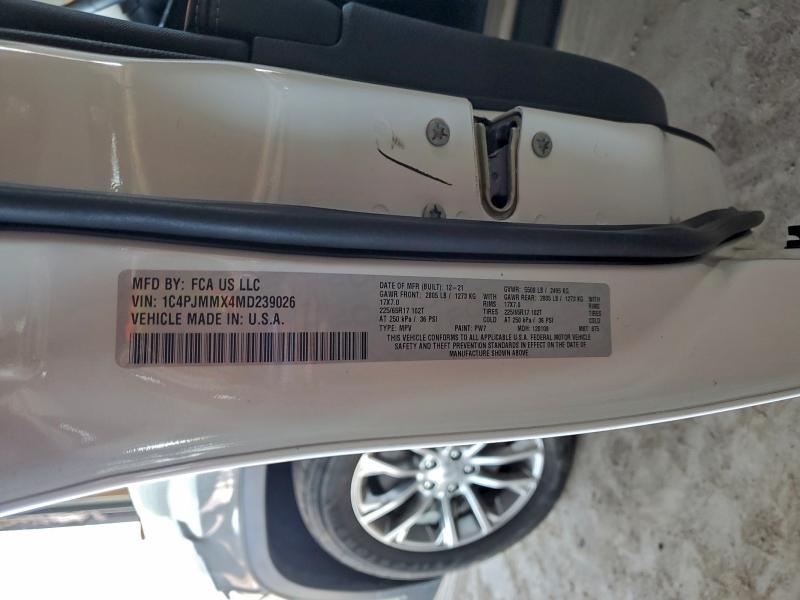 MFD BY: FCA US LLC
VIN: 1C4PJMMX4MD239026
VEHICLE MADE IN: U.S.A.
DATE OF MFR (BUILT): 12-21 GVWR: 5500 LB / 2495 KG
GAWR FRONT: 2805 LB / 1273 KG WITH GAWR REAR: 2805 LB / 1273 KG
17X7.0 RIMS 17X7.0
225/65R17 102T TIRES 225/65R17 102T
AT 250 kPa / 36 PSI COLD AT 250 kPa / 36 PSI
TYPE: MPV PAINT: PW7 MDH: 120108 MKT: 875
THIS VEHICLE CONFORMS TO ALL APPLICABLE U.S.A. FEDERAL MOTOR VEHICLE
SAFETY AND THEFT PREVENTION STANDARDS IN EFFECT ON THE DATE OF
MANUFACTURE SHOWN ABOVE